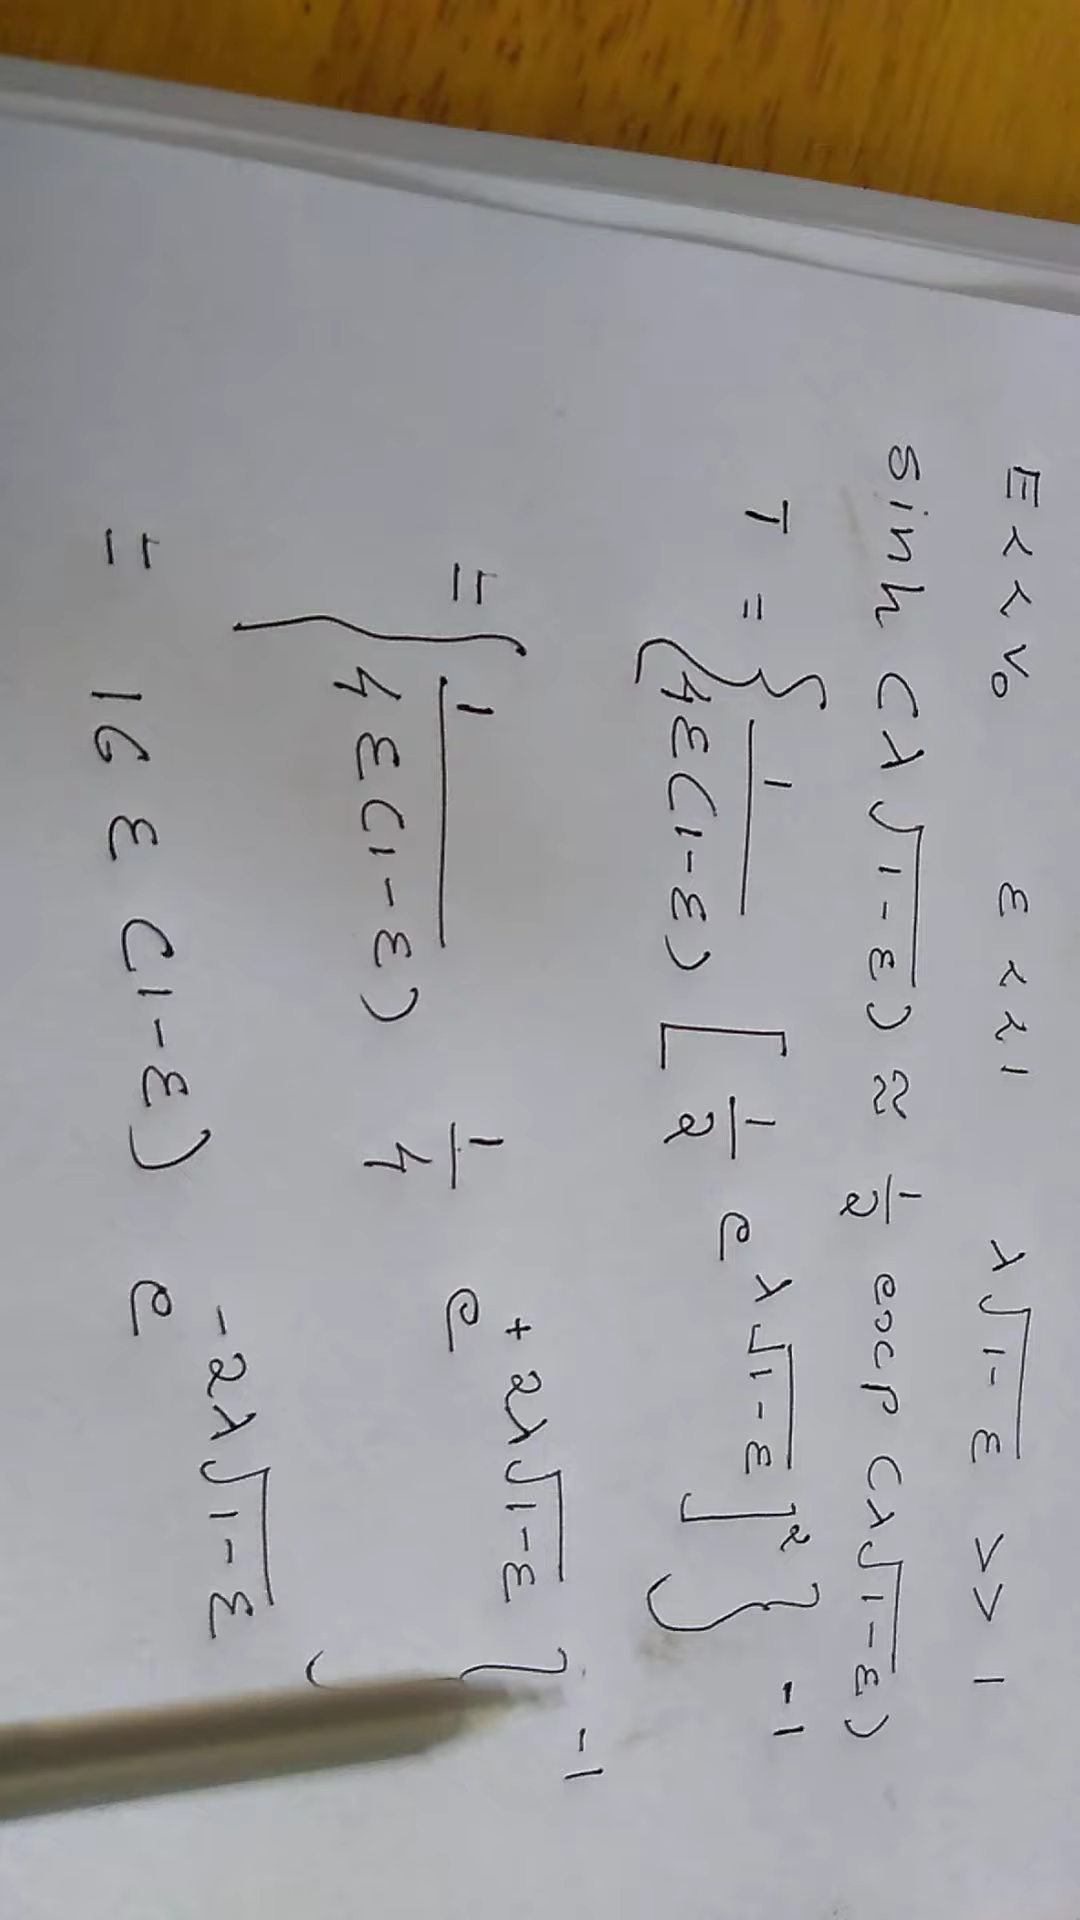 E << V₀ ε << 1 λ√1-ε >> 1
sinh (λ√1-ε) ≈ 1/2 exp (λ√1-ε)
T = { 1/4ε(1-ε) [1/2 e^λ√1-ε]² }⁻¹
= { 1/4ε(1-ε) 1/4 e^+2λ√1-ε }⁻¹
= 16 ε (1-ε) e^-2λ√1-ε